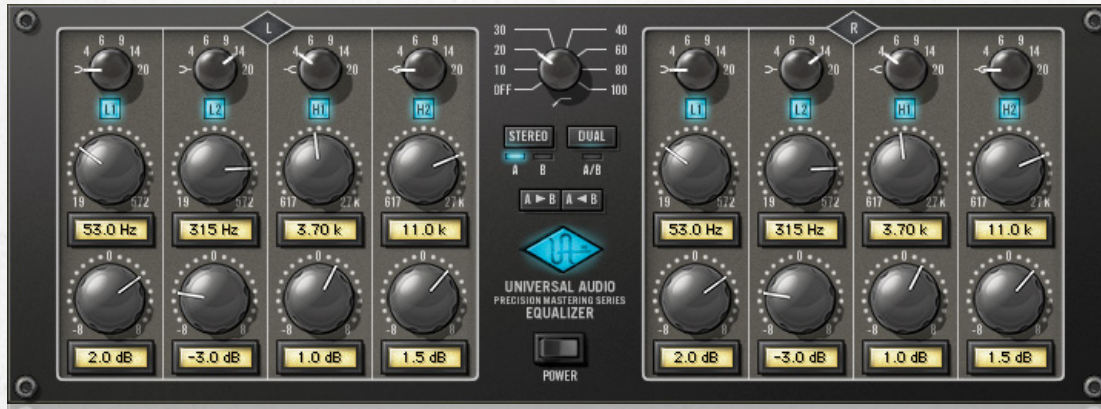 L
4 6 9 14 20
4 6 9 14 20
4 6 9 14 20
4 6 9 14 20
L1 L2 H1 H2
19 572
19 572
617 27k
617 27k
53.0 Hz 315 Hz 3.70 k 11.0 k
0 0 0 0
-8 8
-8 8
-8 8
-8 8
2.0 dB -3.0 dB 1.0 dB 1.5 dB
30 40
20 60
10 80
OFF 100
STEREO DUAL
A B A/B
A ► B A ◄ B
UNIVERSAL AUDIO
PRECISION MASTERING SERIES
EQUALIZER
POWER
R
4 6 9 14 20
4 6 9 14 20
4 6 9 14 20
4 6 9 14 20
L1 L2 H1 H2
19 572
19 572
617 27k
617 27k
53.0 Hz 315 Hz 3.70 k 11.0 k
0 0 0 0
-8 8
-8 8
-8 8
-8 8
2.0 dB -3.0 dB 1.0 dB 1.5 dB